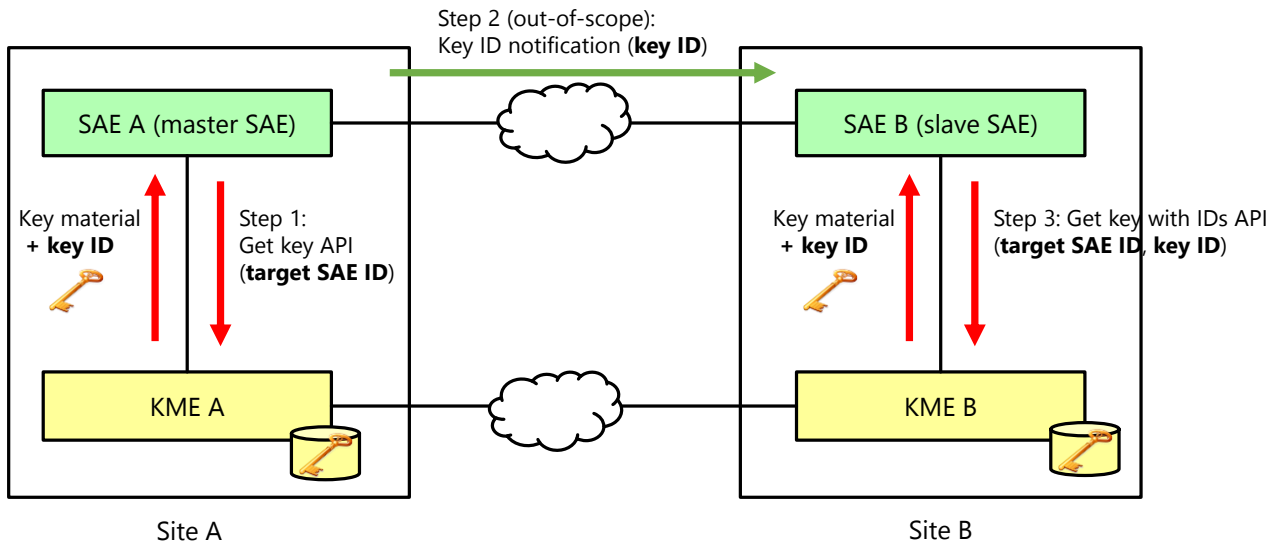 Step 2 (out-of-scope):
Key ID notification (key ID)
SAE A (master SAE)
SAE B (slave SAE)
Key material
+ key ID
Step 1:
Get key API
(target SAE ID)
Key material
+ key ID
Step 3: Get key with IDs API
(target SAE ID, key ID)
KME A
KME B
Site A
Site B